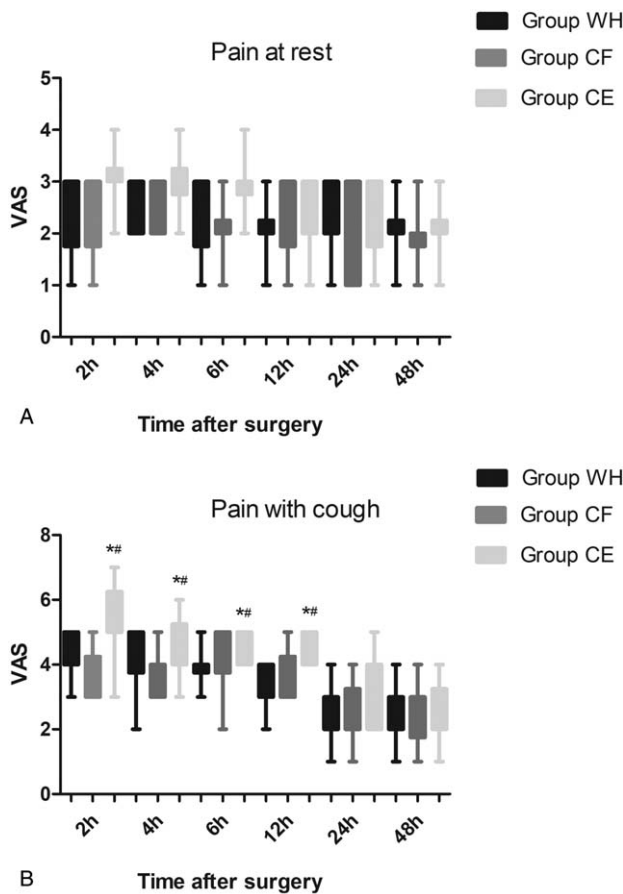 Group WH
Group CF
Group CE
Pain at rest
VAS
5
4
3
2
1
0
2h 4h 6h 12h 24h 48h
A
Time after surgery
Group WH
Group CF
Group CE
Pain with cough
VAS
8
6
4
2
0
*# *# *# *#
2h 4h 6h 12h 24h 48h
B
Time after surgery